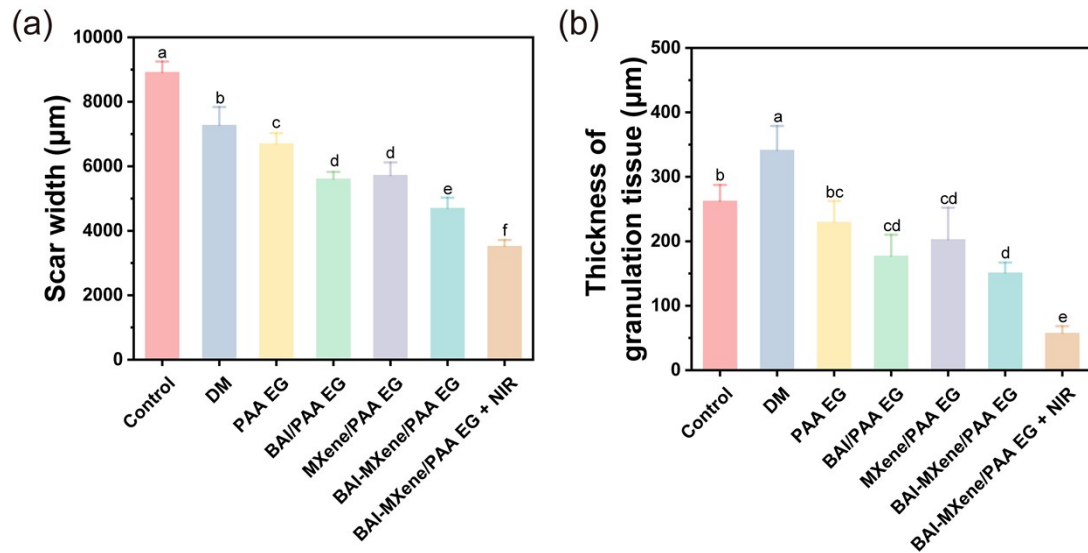 (a)
Scar width (μm)
10000
8000
6000
4000
2000
0
a
b
c
d
d
e
f
Control
DM
PAA EG
BAI/PAA EG
MXene/PAA EG
BAI-MXene/PAA EG
BAI-MXene/PAA EG + NIR
(b)
Thickness of
granulation tissue (μm)
500
400
300
200
100
0
b
a
bc
cd
cd
d
e
Control
DM
PAA EG
BAI/PAA EG
MXene/PAA EG
BAI-MXene/PAA EG
BAI-MXene/PAA EG + NIR